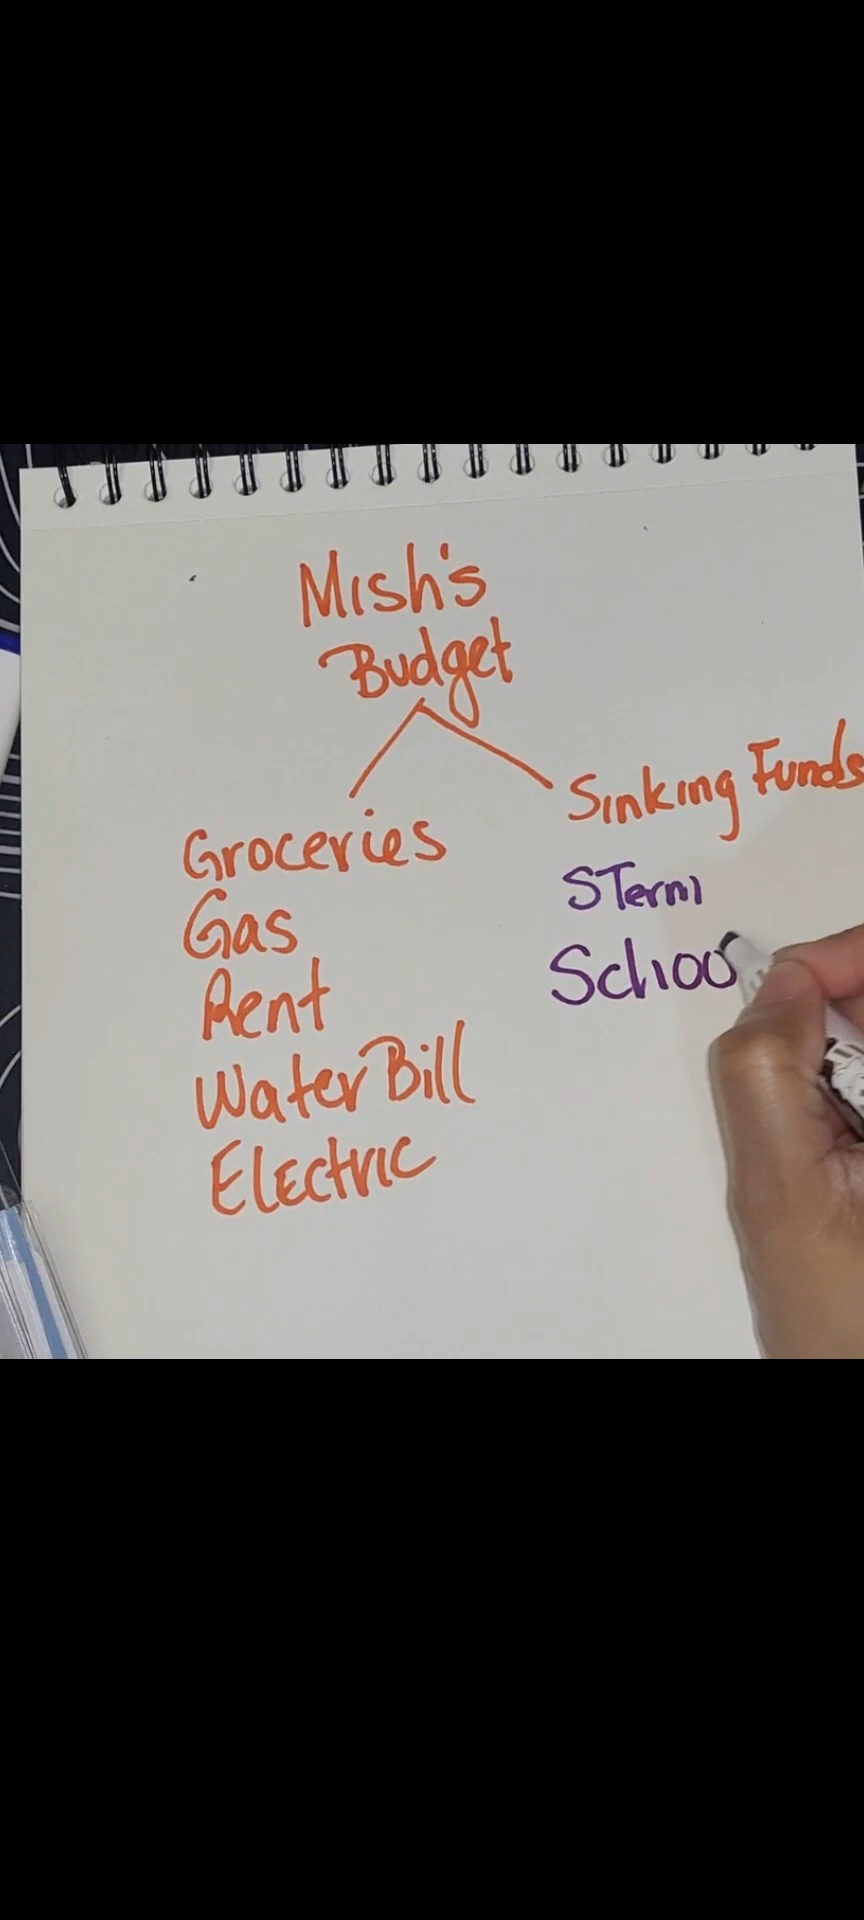 Mish's
Budget
Groceries
Gas
Rent
Water Bill
Electric
Sinking Funds
STerm
Schoo